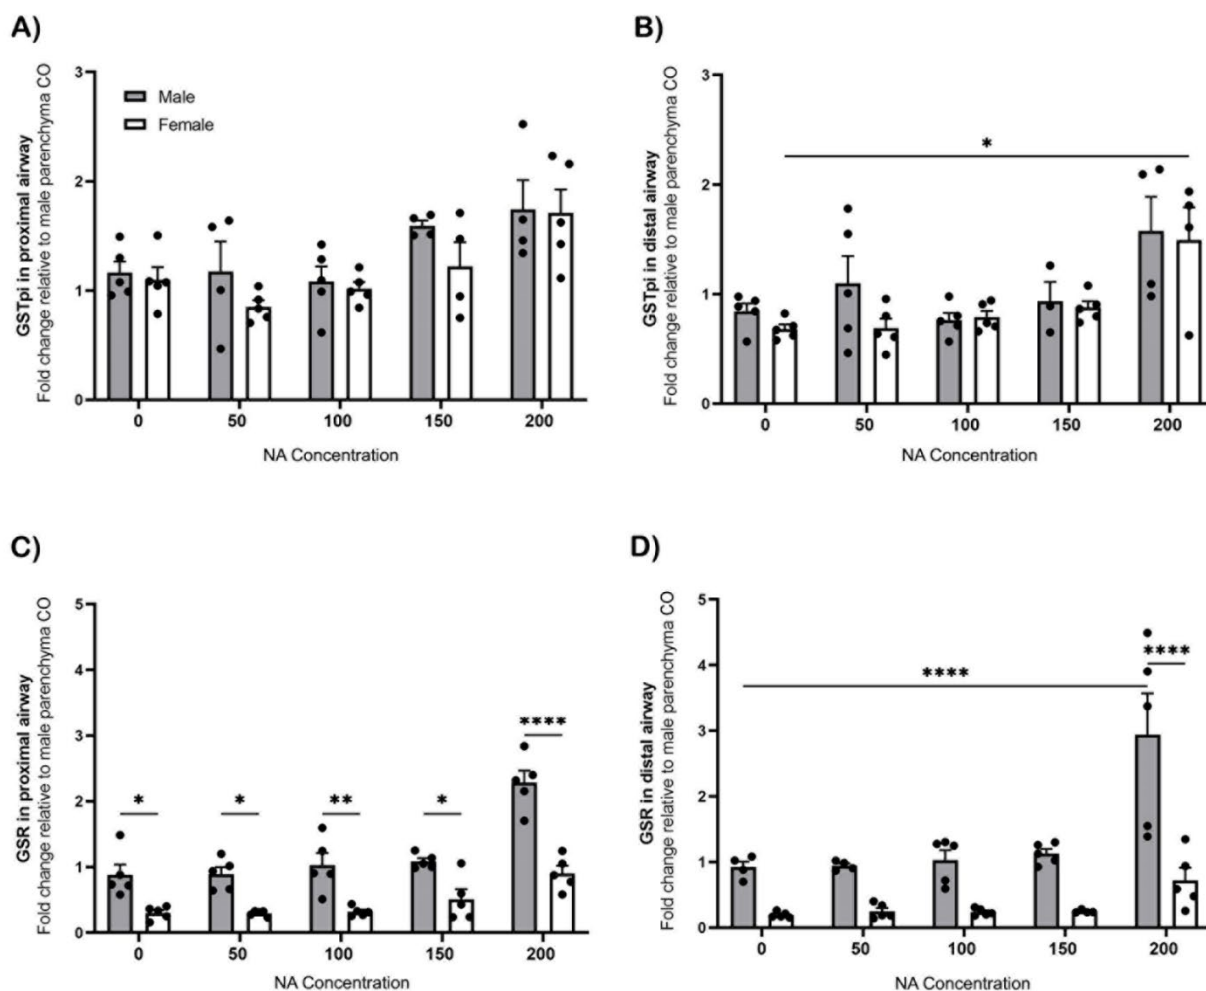 A)
GSTpi in proximal airway
Fold change relative to male parenchyma CO
3
2
1
0
Male
Female
0 50 100 150 200
NA Concentration
B)
GSTpi in distal airway
Fold change relative to male parenchyma CO
3
2
1
0
*
0 50 100 150 200
NA Concentration
C)
GSR in proximal airway
Fold change relative to male parenchyma CO
5
4
3
2
1
0
* * ** * ****
0 50 100 150 200
NA Concentration
D)
GSR in distal airway
Fold change relative to male parenchyma CO
5
4
3
2
1
0
****
****
0 50 100 150 200
NA Concentration